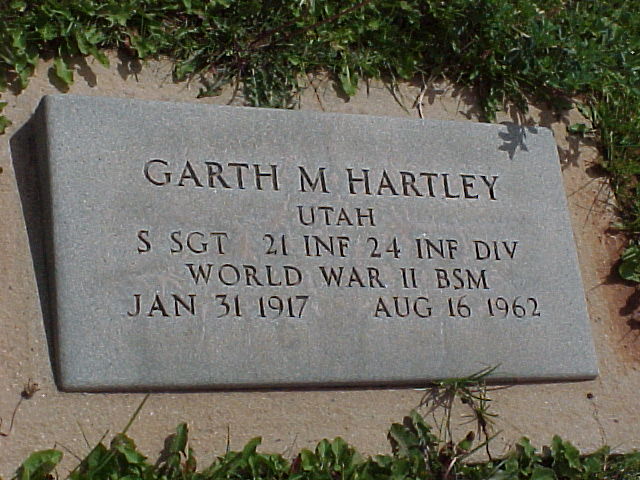 GARTH M HARTLEY
UTAH
S SGT 21 INF 24 INF DIV
WORLD WAR II BSM
JAN 31 1917 AUG 16 1962